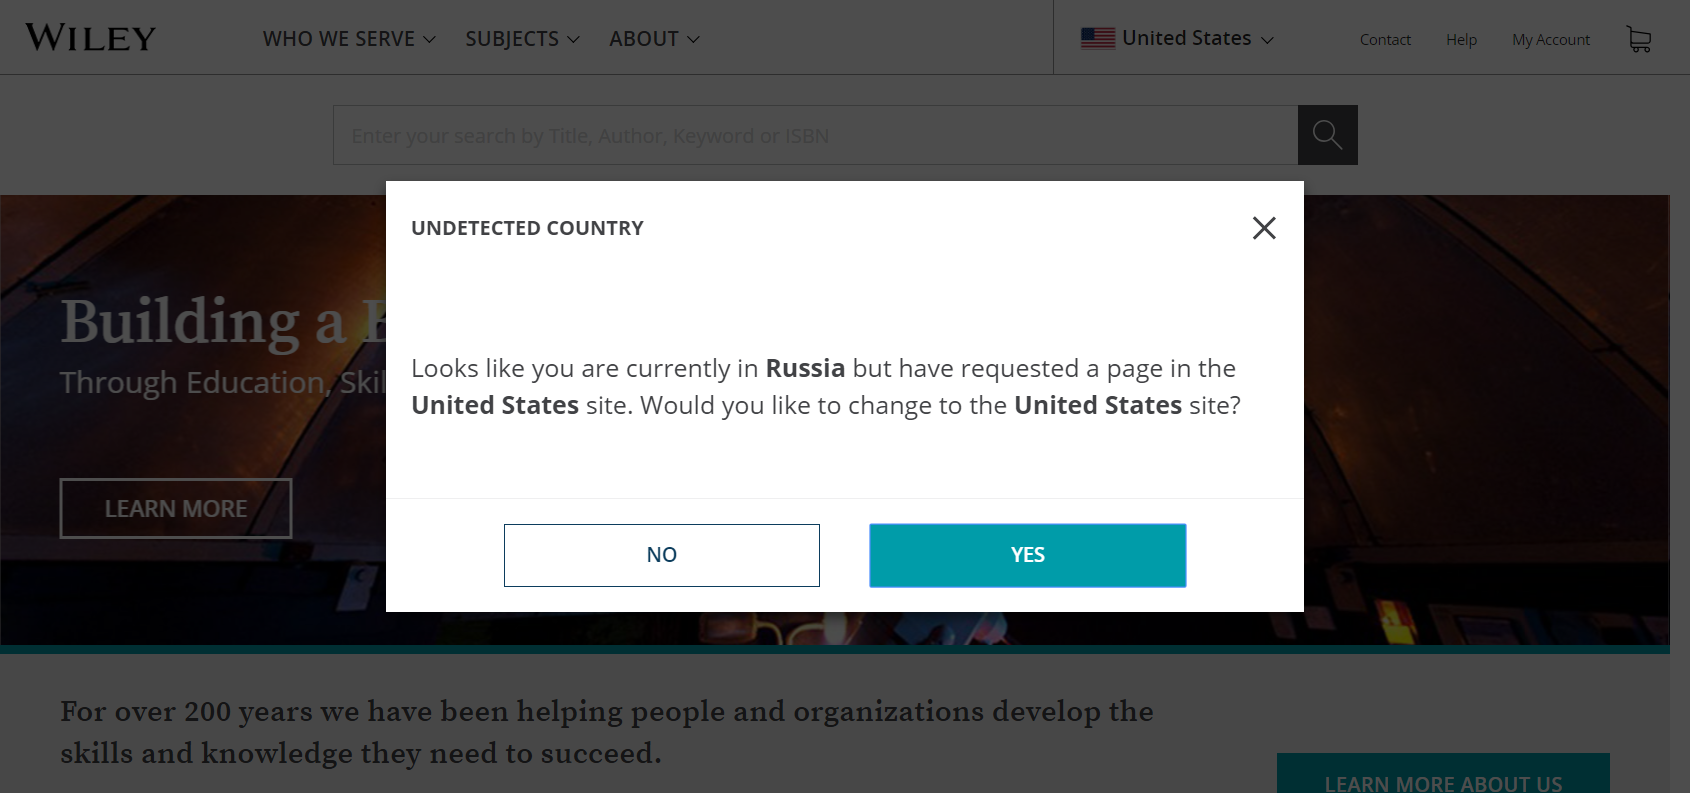 WILEY
WHO WE SERVE
SUBJECTS
ABOUT
United States
Contact
Help
My Account
Enter your search by Title, Author, Keyword or ISBN
UNDETECTED COUNTRY
Building a
Through Education,
Looks like you are currently in Russia but have requested a page in the
United States site. Would you like to change to the United States site?
LEARN MORE
NO
YES
For over 200 years we have been helping people and organizations develop the
skills and knowledge they need to succeed.
LEARN MORE ABOUT US